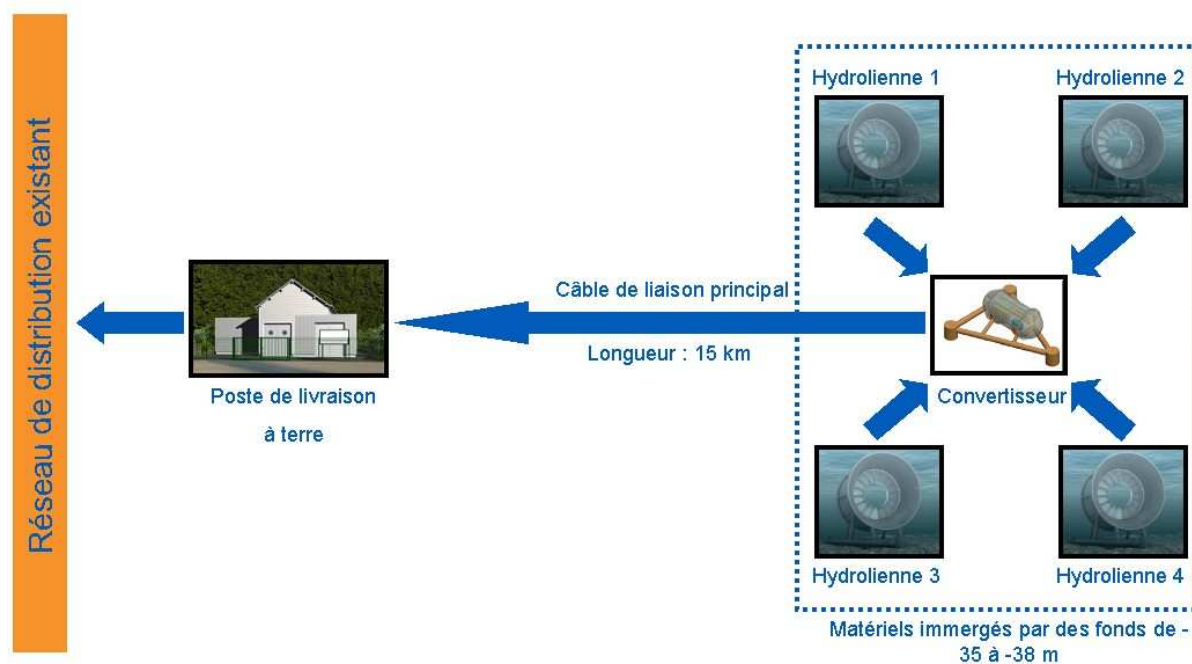 Réseau de distribution existant
Hydrolienne 1
Hydrolienne 2
Câble de liaison principal
Longueur : 15 km
Poste de livraison
à terre
Convertisseur
Hydrolienne 3
Hydrolienne 4
Matériels immergés par des fonds de -
35 à -38 m